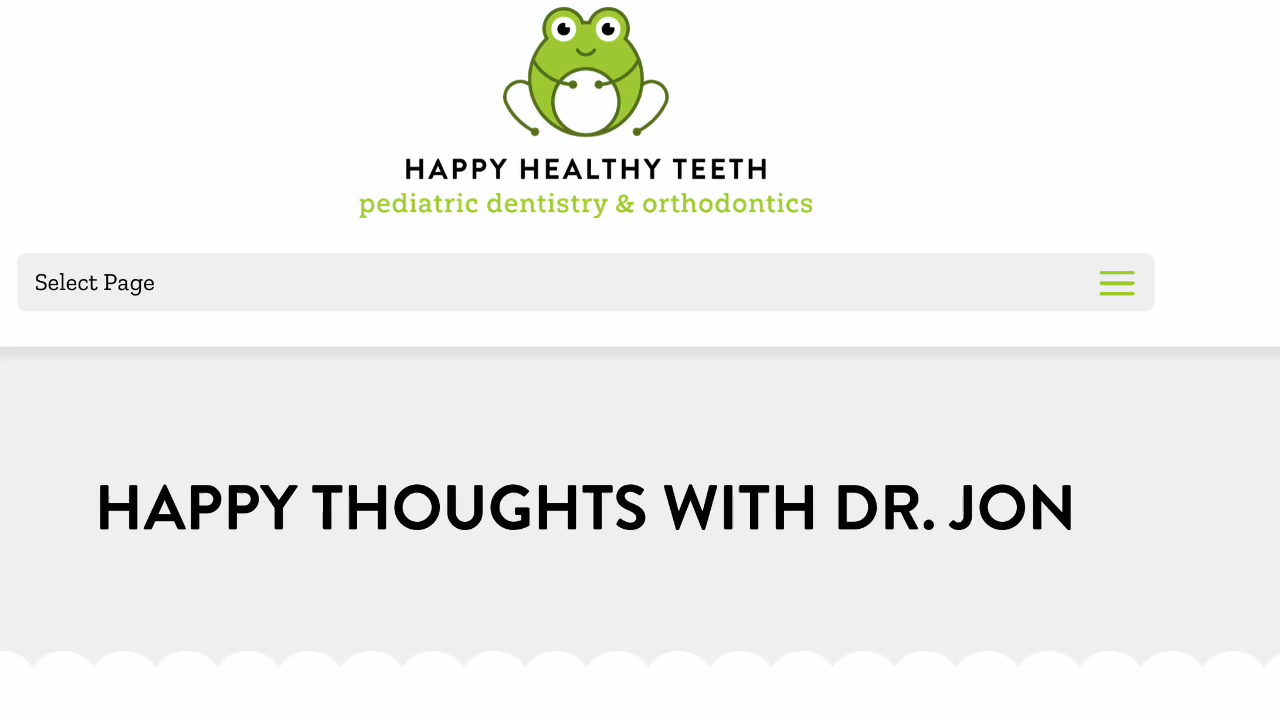 HAPPY HEALTHY TEETH
pediatric dentistry & orthodontics
Select Page
HAPPY THOUGHTS WITH DR. JON